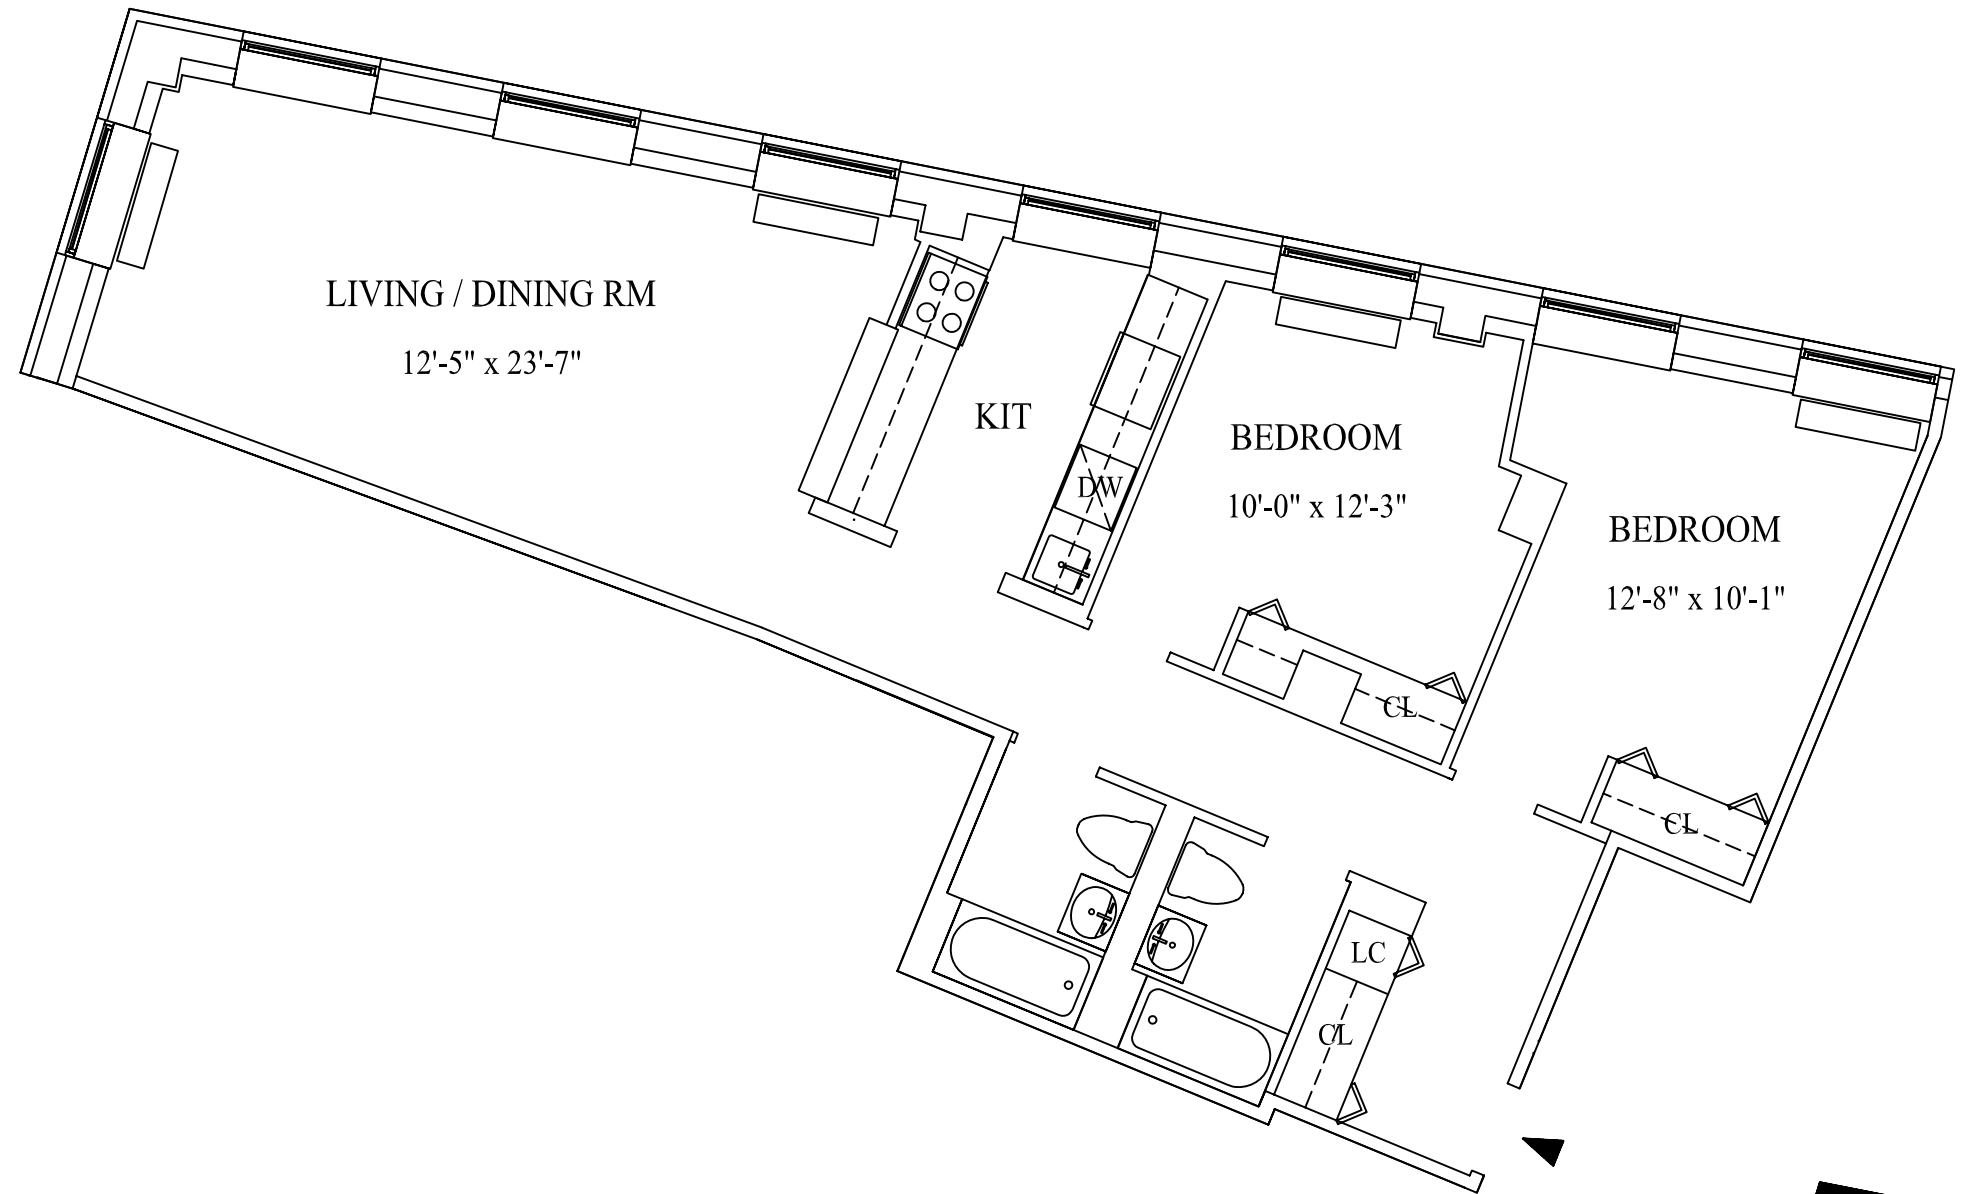 LIVING / DINING RM
12'-5" x 23'-7"
KIT
DW
BEDROOM
10'-0" x 12'-3"
CL
BEDROOM
12'-8" x 10'-1"
CL
LC
CL